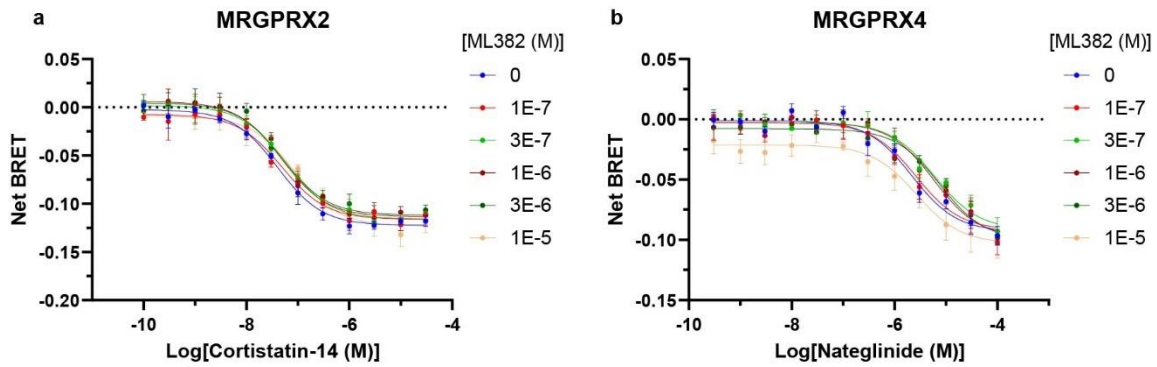 a
MRGPRX2
[ML382 (M)]
0
1E-7
3E-7
1E-6
3E-6
1E-5
Net BRET
0.05
0.00
-0.05
-0.10
-0.15
-0.20
-10
-8
-6
-4
Log[Cortistatin-14 (M)]
b
MRGPRX4
[ML382 (M)]
0
1E-7
3E-7
1E-6
3E-6
1E-5
Net BRET
0.05
0.00
-0.05
-0.10
-0.15
-10
-8
-6
-4
Log[Nateglinide (M)]